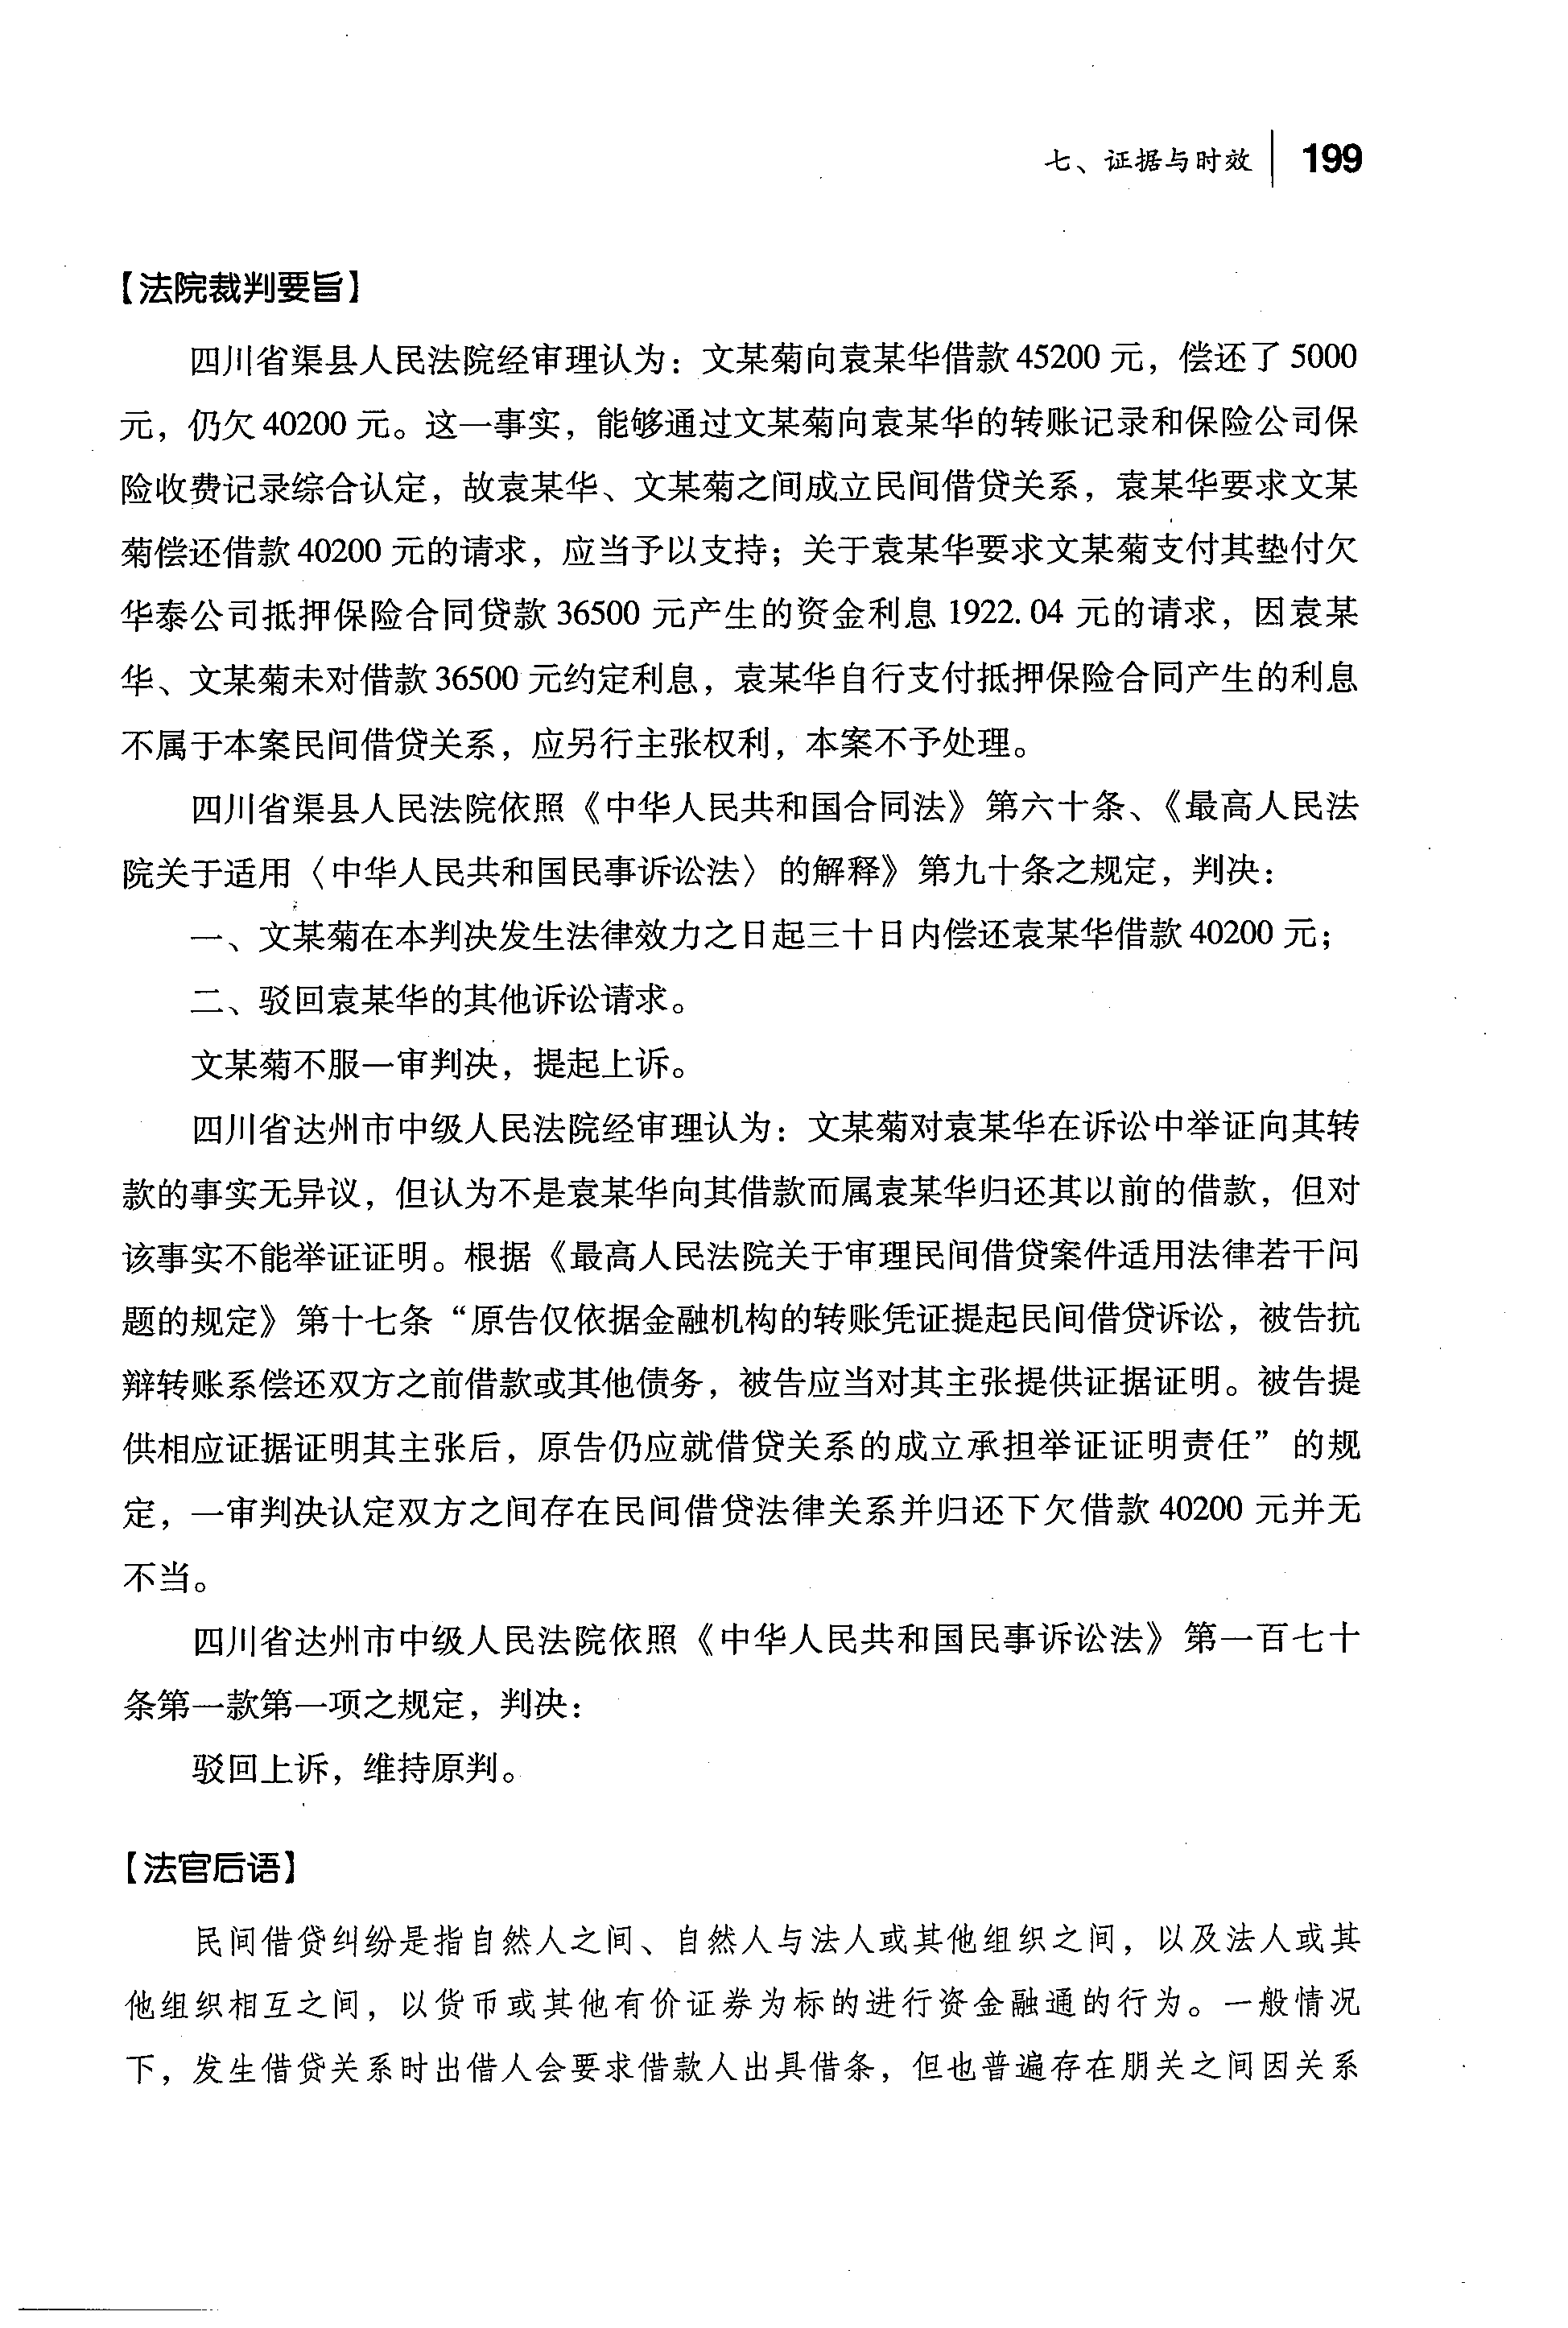 七、证据与时效 199
【法院裁判要旨】
四川省渠县人民法院经审理认为：文某菊向袁某华借款45200元，偿还了5000
元，仍欠40200元。这一事实，能够通过文某菊向袁某华的转账记录和保险公司保
险收费记录综合认定，故袁某华、文某菊之间成立民间借贷关系，袁某华要求文某
菊偿还借款40200元的请求，应当予以支持；关于袁某华要求文某菊支付其垫付欠
华泰公司抵押保险合同贷款36500元产生的资金利息1922.04元的请求，因袁某
华、文某菊未对借款36500元约定利息，袁某华自行支付抵押保险合同产生的利息
不属于本案民间借贷关系，应另行主张权利，本案不予处理。
四川省渠县人民法院依照《中华人民共和国合同法》第六十条、《最高人民法
院关于适用〈中华人民共和国民事诉讼法〉的解释》第九十条之规定，判决：
一、文某菊在本判决发生法律效力之日起三十日内偿还袁某华借款40200元；
二、驳回袁某华的其他诉讼请求。
文某菊不服一审判决，提起上诉。
四川省达州市中级人民法院经审理认为：文某菊对袁某华在诉讼中举证向其转
款的事实无异议，但认为不是袁某华向其借款而属袁某华归还其以前的借款，但对
该事实不能举证证明。根据《最高人民法院关于审理民间借贷案件适用法律若干问
题的规定》第十七条“原告仅依据金融机构的转账凭证提起民间借贷诉讼，被告抗
辩转账系偿还双方之前借款或其他债务，被告应当对其主张提供证据证明。被告提
供相应证据证明其主张后，原告仍应就借贷关系的成立承担举证证明责任”的规
定，一审判决认定双方之间存在民间借贷法律关系并归还下欠借款40200元并无
不当。
四川省达州市中级人民法院依照《中华人民共和国民事诉讼法》第一百七十
条第一款第一项之规定，判决：
驳回上诉，维持原判。
【法官后语】
民间借贷纠纷是指自然人之间、自然人与法人或其他组织之间，以及法人或其
他组织相互之间，以货币或其他有价证券为标的进行资金融通的行为。一般情况
下，发生借贷关系时出借人会要求借款人出具借条，但也普遍存在朋关之间因关系